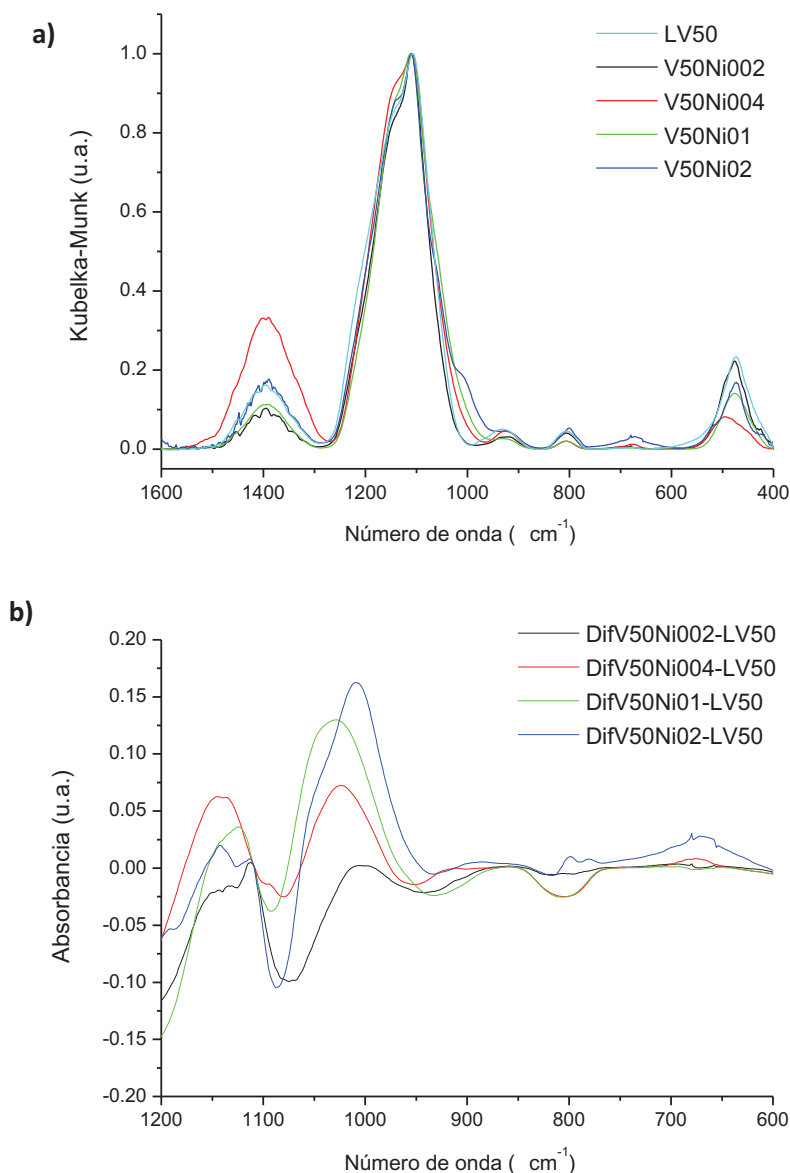 a)
LV50
V50Ni002
V50Ni004
V50Ni01
V50Ni02
Kubelka-Munk (u.a.)
1.0
0.8
0.6
0.4
0.2
0.0
1600 1400 1200 1000 800 600 400
Número de onda ( cm-1)
b)
DifV50Ni002-LV50
DifV50Ni004-LV50
DifV50Ni01-LV50
DifV50Ni02-LV50
Absorbancia (u.a.)
0.20
0.15
0.10
0.05
0.00
-0.05
-0.10
-0.15
-0.20
1200 1100 1000 900 800 700 600
Número de onda ( cm-1)